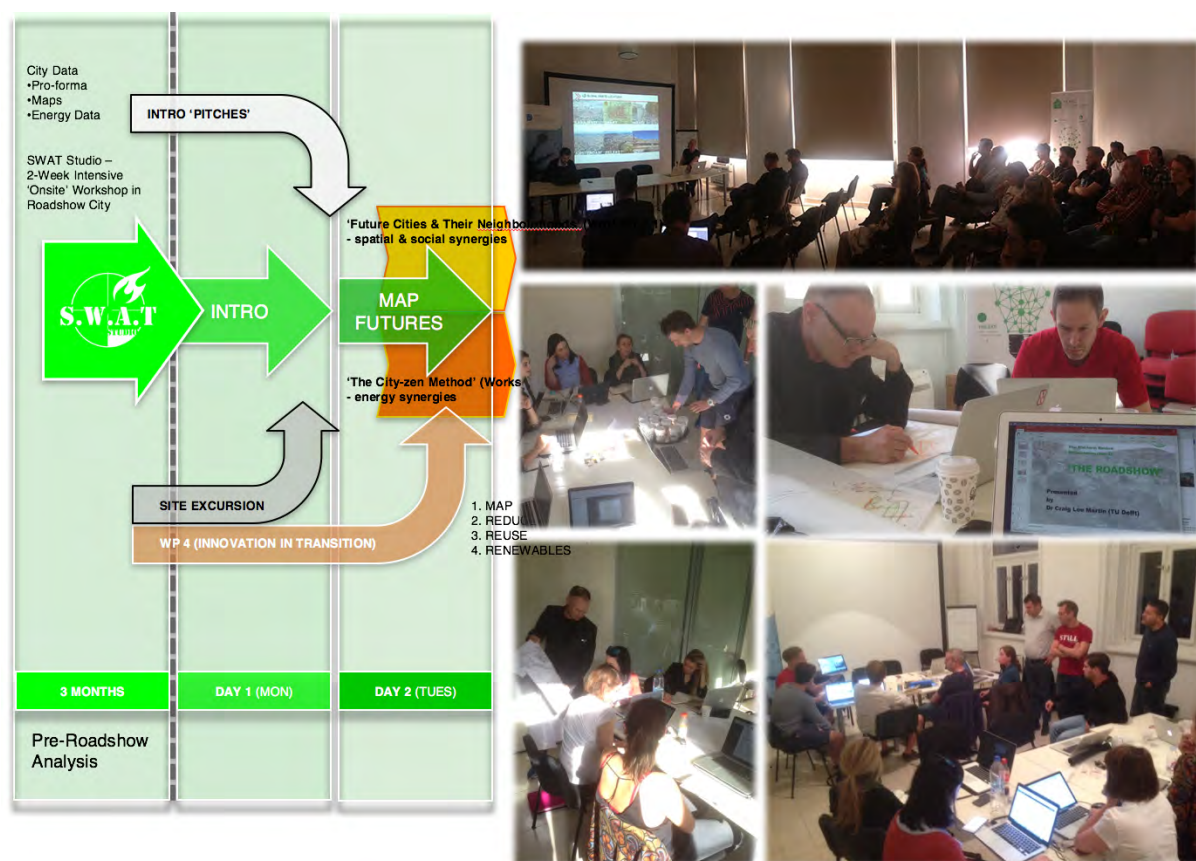 City Data
•Pro-forma
•Maps
•Energy Data
SWAT Studio –
2-Week Intensive
'Onsite' Workshop in
Roadshow City
INTRO 'PITCHES'
'Future Cities & Their Neighbourhoods
- spatial & social synergies
S.W.A.T
STUDIO
INTRO
MAP
FUTURES
'The City-zen Method' (Works
- energy synergies
SITE EXCURSION
WP 4 (INNOVATION IN TRANSITION)
1. MAP
2. REDU
3. REUSE
4. RENEWABLES
3 MONTHS
DAY 1 (MON)
DAY 2 (TUES)
Pre-Roadshow
Analysis
"THE ROADSHOW"
Presented
by
Dr Craig Lee Martin (TU Delft)